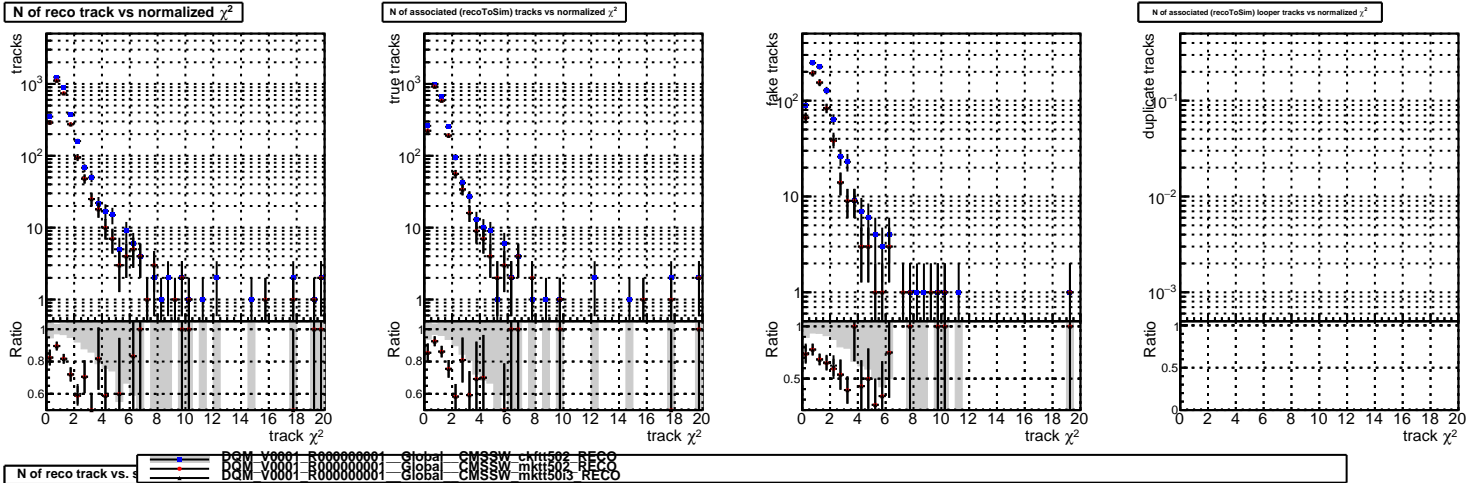 N of reco track vs normalized χ²
N of associated (recoToSim) tracks vs normalized χ²
N of associated (recoToSim) looper tracks vs normalized χ²
tracks
10³
10²
10
1
Ratio
1
0.8
0.6
0 2 4 6 8 10 12 14 16 18 20
track χ²
true tracks
10³
10²
10
1
Ratio
1
0.8
0.6
0 2 4 6 8 10 12 14 16 18 20
track χ²
fake tracks
10²
10
1
Ratio
1
0.5
0 2 4 6 8 10 12 14 16 18 20
track χ²
duplicate tracks
10⁻¹
10⁻²
10⁻³
Ratio
1
0.5
0
0 2 4 6 8 10 12 14 16 18 20
track χ²
DQM_V0001_R000000001__Global__CMSSW_ckftt502_RECO
DQM_V0001_R000000001__Global__CMSSW_mktt502_RECO
DQM_V0001_R000000001__Global__CMSSW_mktt50i3_RECO
N of reco track vs. s